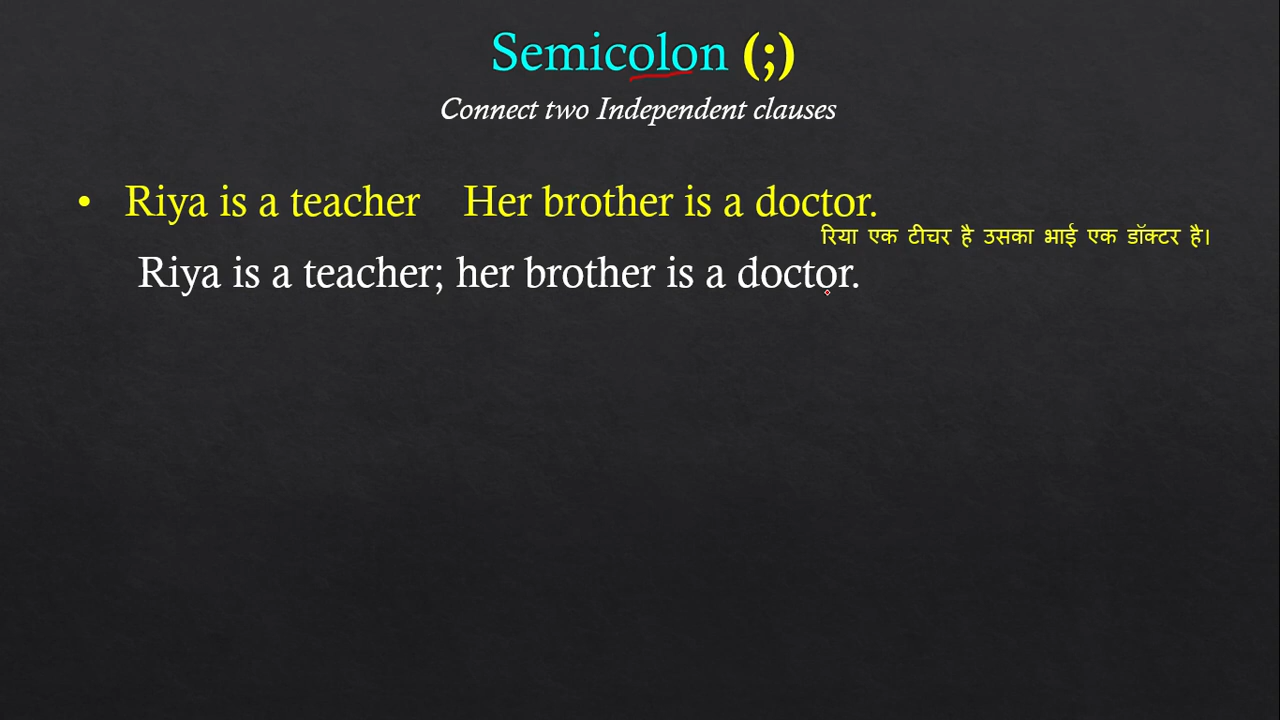 Semicolon (;)
Connect two Independent clauses
• Riya is a teacher    Her brother is a doctor.
रिया एक टीचर है उसका भाई एक डॉक्टर है।
Riya is a teacher; her brother is a doctor.